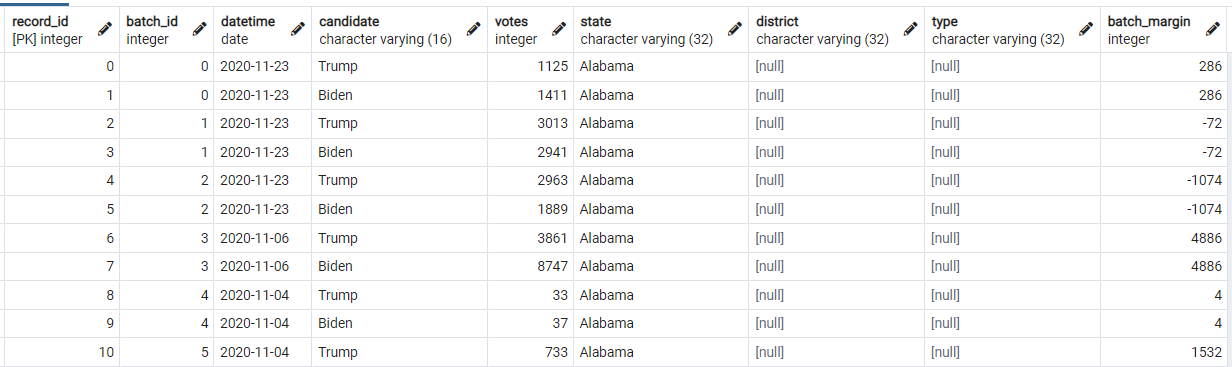 record_id batch_id datetime candidate votes state district type batch_margin
[PK] integer integer date character varying (16) integer character varying (32) character varying (32) character varying (32) integer
0 0 2020-11-23 Trump 1125 Alabama [null] [null] 286
1 0 2020-11-23 Biden 1411 Alabama [null] [null] 286
2 1 2020-11-23 Trump 3013 Alabama [null] [null] -72
3 1 2020-11-23 Biden 2941 Alabama [null] [null] -72
4 2 2020-11-23 Trump 2963 Alabama [null] [null] -1074
5 2 2020-11-23 Biden 1889 Alabama [null] [null] -1074
6 3 2020-11-06 Trump 3861 Alabama [null] [null] 4886
7 3 2020-11-06 Biden 8747 Alabama [null] [null] 4886
8 4 2020-11-04 Trump 33 Alabama [null] [null] 4
9 4 2020-11-04 Biden 37 Alabama [null] [null] 4
10 5 2020-11-04 Trump 733 Alabama [null] [null] 1532